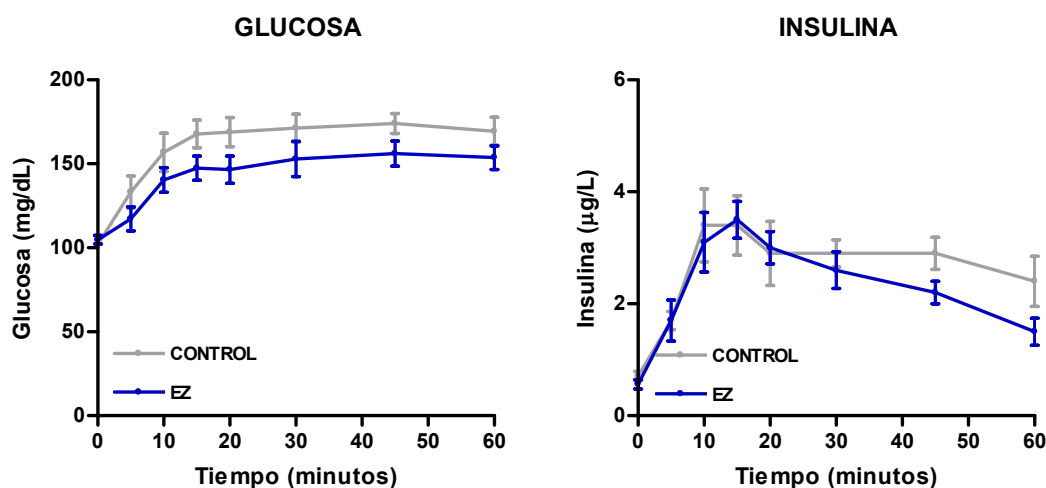 GLUCOSA
200
150
100
50
0
Glucosa (mg/dL)
CONTROL
EZ
0 10 20 30 40 50 60
Tiempo (minutos)
INSULINA
6
4
2
0
Insulina (µg/L)
CONTROL
EZ
0 10 20 30 40 50 60
Tiempo (minutos)